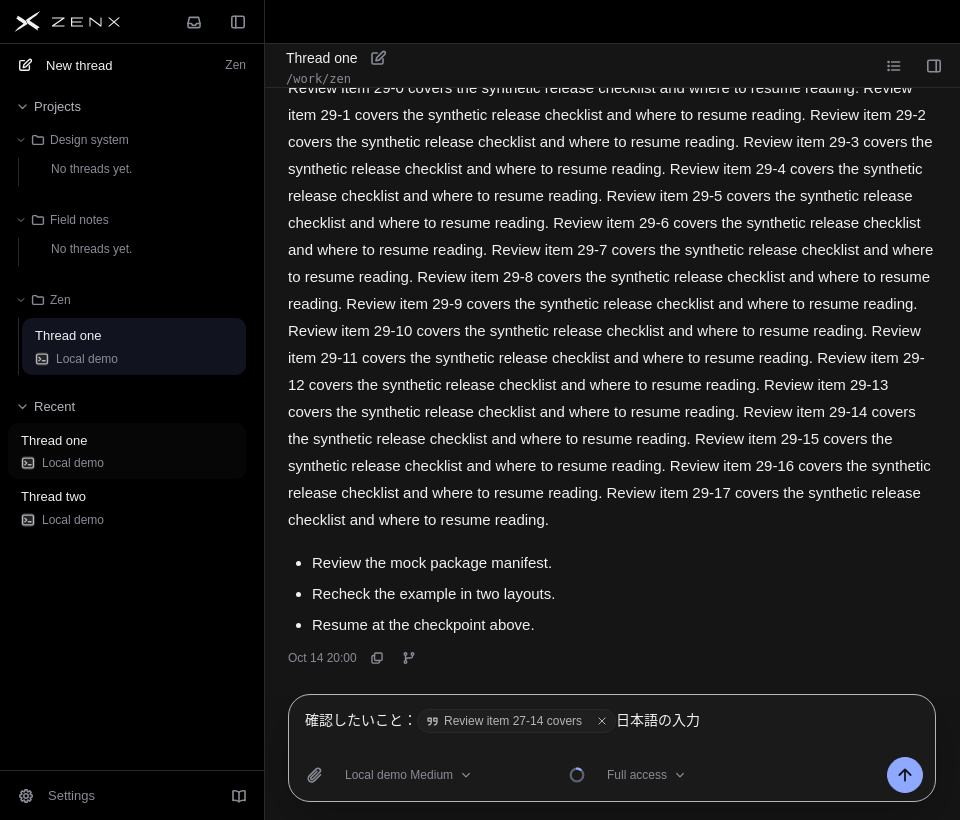 ZENX
New thread
Zen
Projects
Design system
No threads yet.
Field notes
No threads yet.
Zen
Thread one
Local demo
Recent
Thread one
Local demo
Thread two
Local demo
Settings
Thread one
/work/zen
Review item 29-0 covers the synthetic release checklist and where to resume reading. Review
item 29-1 covers the synthetic release checklist and where to resume reading. Review item 29-2
covers the synthetic release checklist and where to resume reading. Review item 29-3 covers the
synthetic release checklist and where to resume reading. Review item 29-4 covers the synthetic
release checklist and where to resume reading. Review item 29-5 covers the synthetic release
checklist and where to resume reading. Review item 29-6 covers the synthetic release checklist
and where to resume reading. Review item 29-7 covers the synthetic release checklist and where
to resume reading. Review item 29-8 covers the synthetic release checklist and where to resume
reading. Review item 29-9 covers the synthetic release checklist and where to resume reading.
Review item 29-10 covers the synthetic release checklist and where to resume reading. Review
item 29-11 covers the synthetic release checklist and where to resume reading. Review item 29-
12 covers the synthetic release checklist and where to resume reading. Review item 29-13
covers the synthetic release checklist and where to resume reading. Review item 29-14 covers
the synthetic release checklist and where to resume reading. Review item 29-15 covers the
synthetic release checklist and where to resume reading. Review item 29-16 covers the synthetic
release checklist and where to resume reading. Review item 29-17 covers the synthetic release
checklist and where to resume reading.
• Review the mock package manifest.
• Recheck the example in two layouts.
• Resume at the checkpoint above.
Oct 14 20:00
確認したいこと：Review item 27-14 covers 日本語の入力
Local demo Medium
Full access